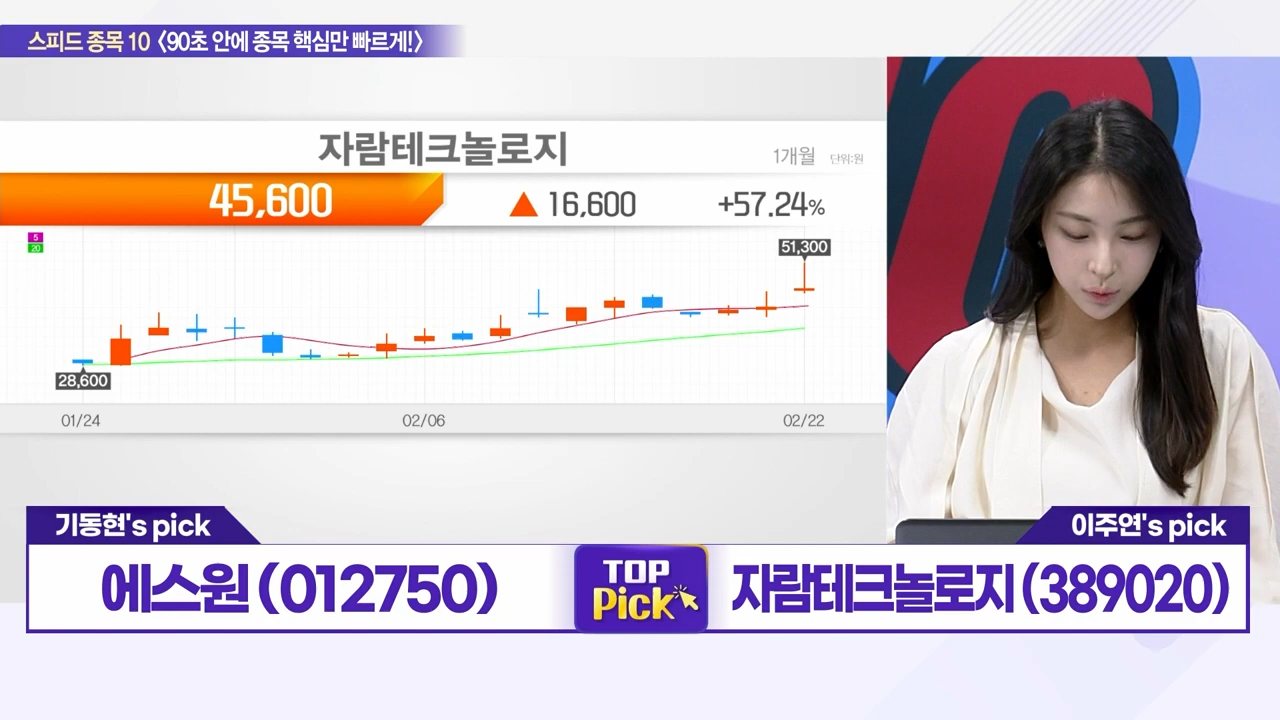 스피드 종목 10 〈90초 안에 종목 핵심만 빠르게!〉
자람테크놀로지
1개월 단위:원
45,600 ▲ 16,600 +57.24%
5
20
51,300
28,600
01/24 02/06 02/22
기동현's pick
이주연's pick
에스원 (012750)
TOP
Pick
자람테크놀로지 (389020)